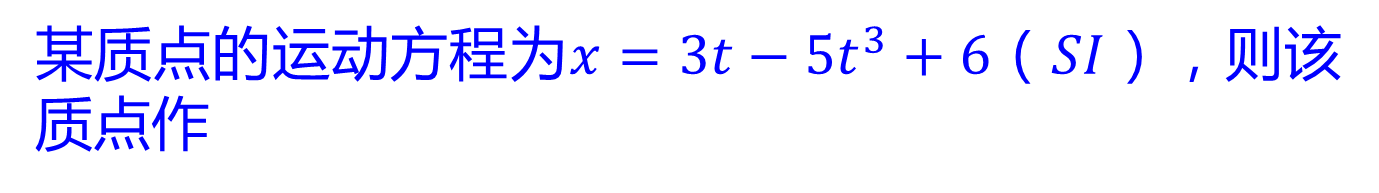 某质点的运动方程为x = 3t − 5t³ + 6（SI），则该
质点作